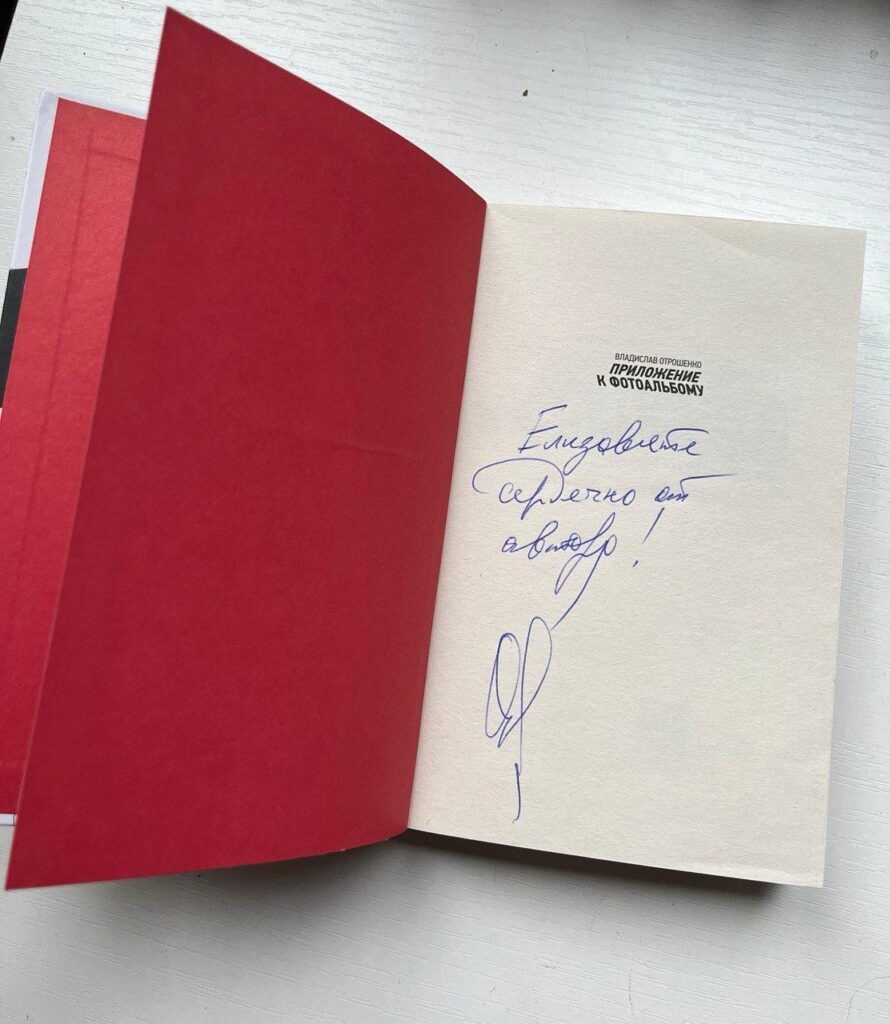 ВЛАДИСЛАВ ОТРОШЕНКО
ПРИЛОЖЕНИЕ
К ФОТОАЛЬБОМУ
Елизавете
сердечно от
автора!